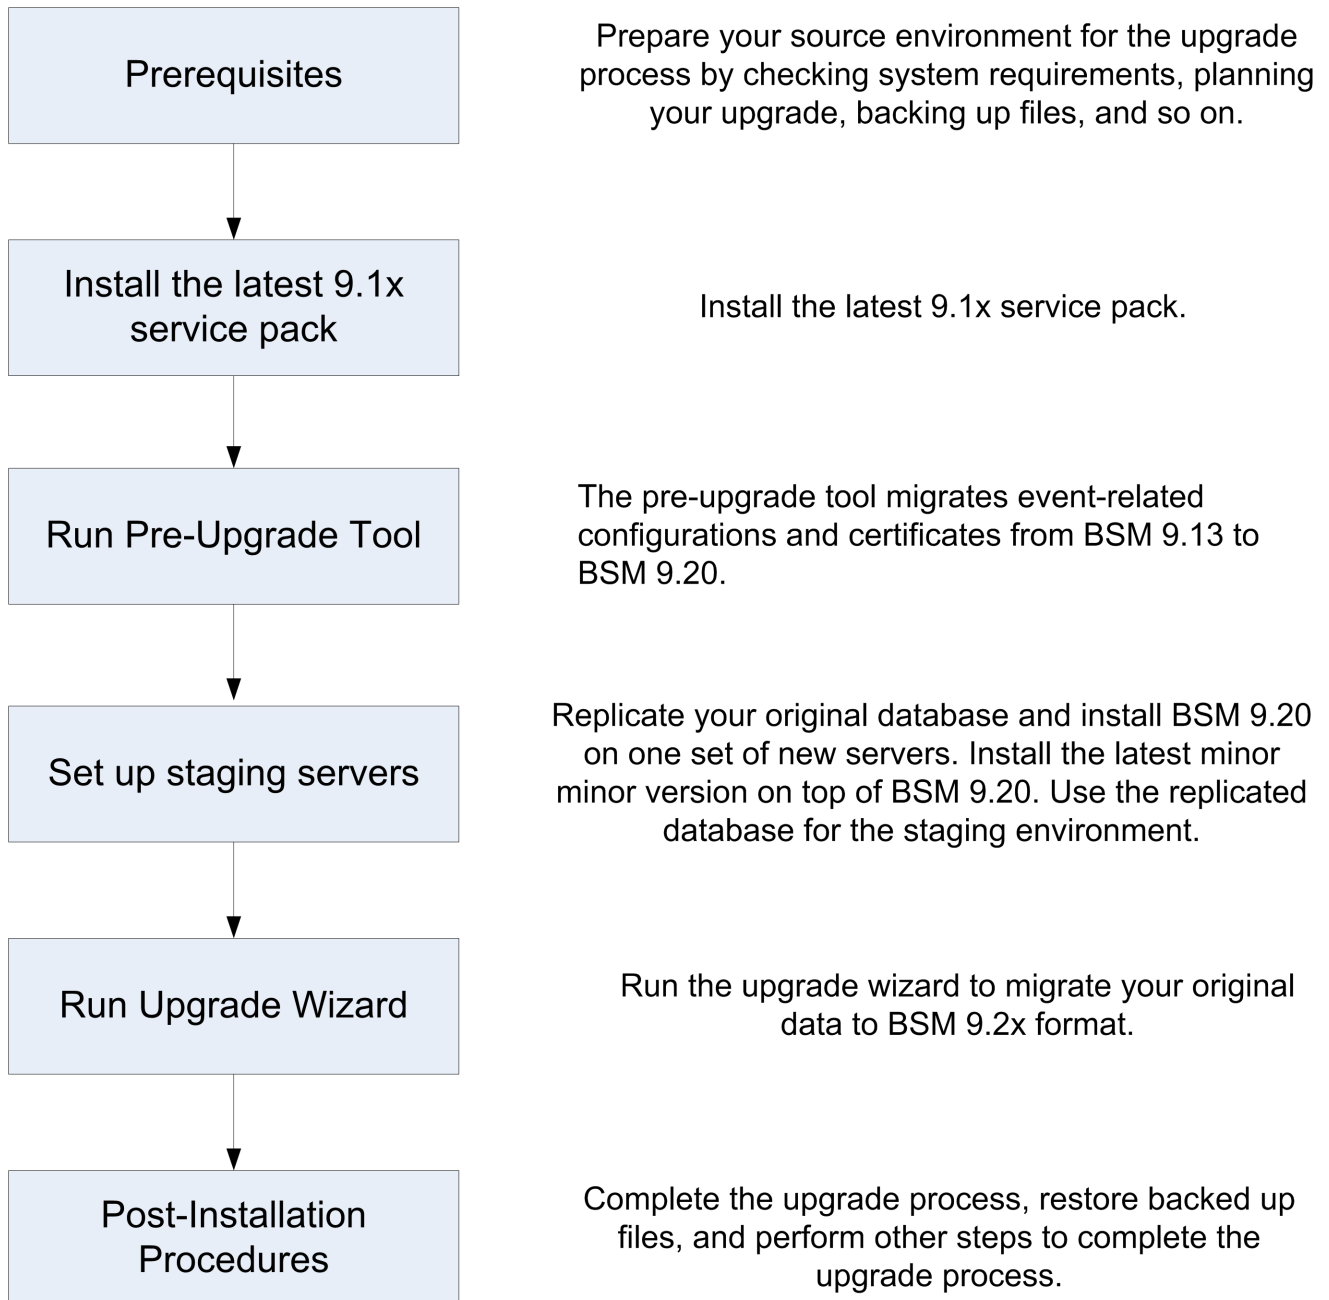 Prerequisites
Prepare your source environment for the upgrade
process by checking system requirements, planning
your upgrade, backing up files, and so on.
Install the latest 9.1x
service pack
Install the latest 9.1x service pack.
Run Pre-Upgrade Tool
The pre-upgrade tool migrates event-related
configurations and certificates from BSM 9.13 to
BSM 9.20.
Set up staging servers
Replicate your original database and install BSM 9.20
on one set of new servers. Install the latest minor
minor version on top of BSM 9.20. Use the replicated
database for the staging environment.
Run Upgrade Wizard
Run the upgrade wizard to migrate your original
data to BSM 9.2x format.
Post-Installation
Procedures
Complete the upgrade process, restore backed up
files, and perform other steps to complete the
upgrade process.